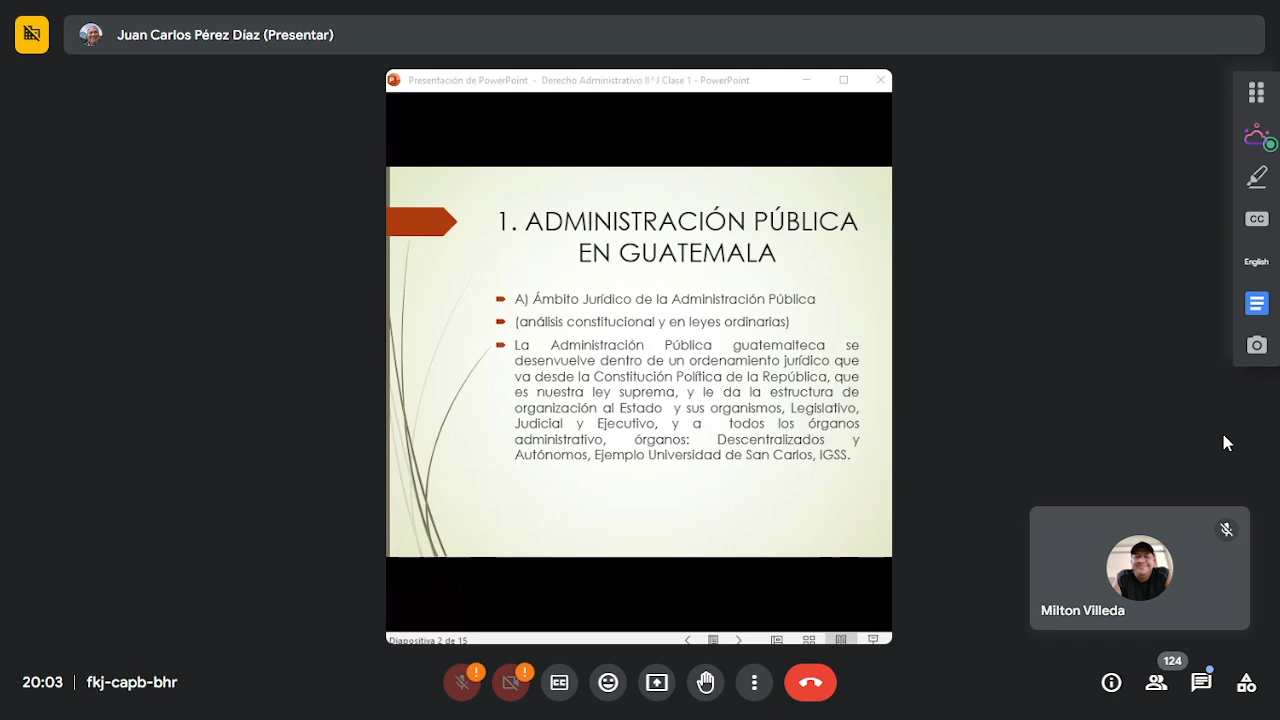 Juan Carlos Pérez Díaz (Presentar)
Presentación de PowerPoint - Derecho Administrativo II^J Clase 1 - PowerPoint
1. ADMINISTRACIÓN PÚBLICA
EN GUATEMALA
A) Ámbito Jurídico de la Administración Pública
(análisis constitucional y en leyes ordinarias)
La Administración Pública guatemalteca se
desenvuelve dentro de un ordenamiento jurídico que
va desde la Constitución Política de la República, que
es nuestra ley suprema, y le da la estructura de
organización al Estado y sus organismos, Legislativo,
Judicial y Ejecutivo, y a todos los órganos
administrativo, órganos: Descentralizados y
Autónomos, Ejemplo Universidad de San Carlos, IGSS.
Diapositiva 2 de 15
CC
English
Milton Villeda
20:03 | fkj-capb-bhr
124